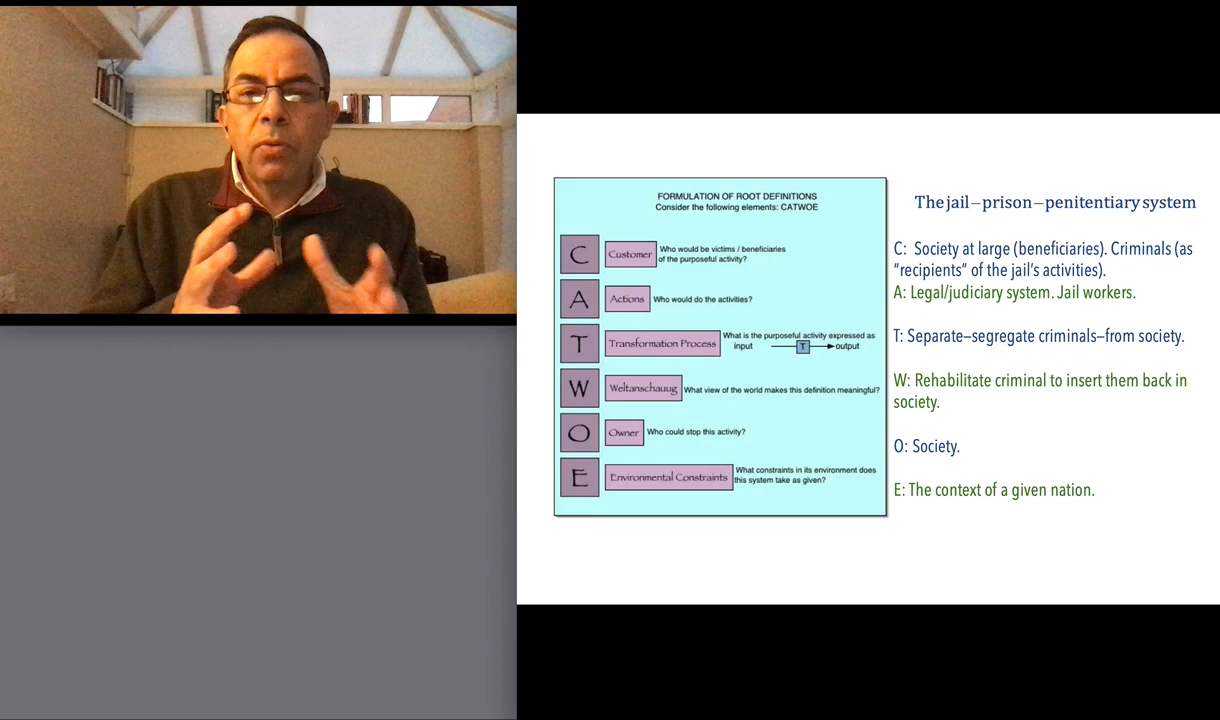 FORMULATION OF ROOT DEFINITIONS
Consider the following elements: CATWOE
C Customer Who would be victims / beneficiaries
of the purposeful activity?
A Actions Who would do the activities?
T Transformation Process What is the purposeful activity expressed as
input T output
W Weltanschauug What view of the world makes this definition meaningful?
O Owner Who could stop this activity?
E Environmental Constraints What constraints in its environment does
this system take as given?
The jail–prison–penitentiary system
C: Society at large (beneficiaries). Criminals (as
“recipients” of the jail’s activities).
A: Legal/judiciary system. Jail workers.
T: Separate–segregate criminals–from society.
W: Rehabilitate criminal to insert them back in
society.
O: Society.
E: The context of a given nation.